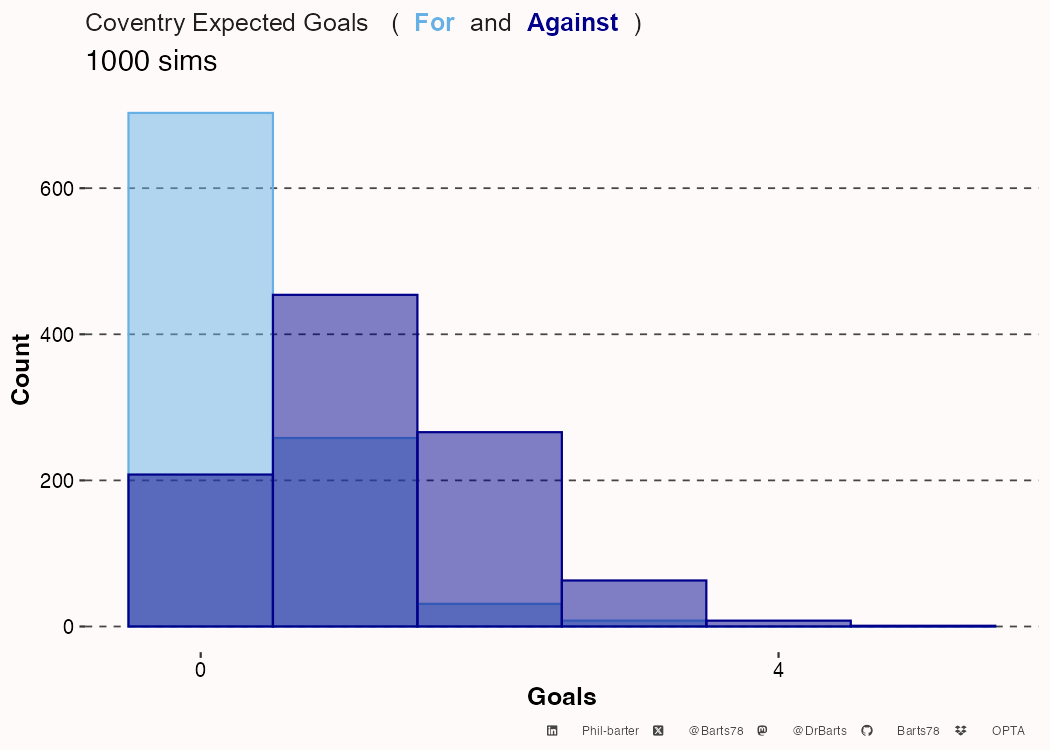 Coventry Expected Goals ( For and Against )
1000 sims
600
400
200
0
Count
0 4
Goals
Phil-barter @Barts78 @DrBarts Barts78 OPTA